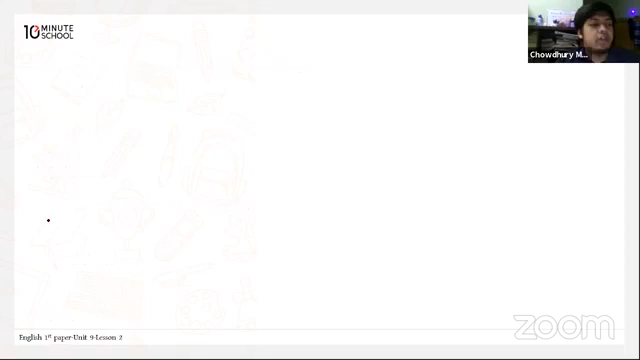 10 MINUTE
SCHOOL
Chowdhury M...
English 1st paper-Unit 9-Lesson 2
zoom